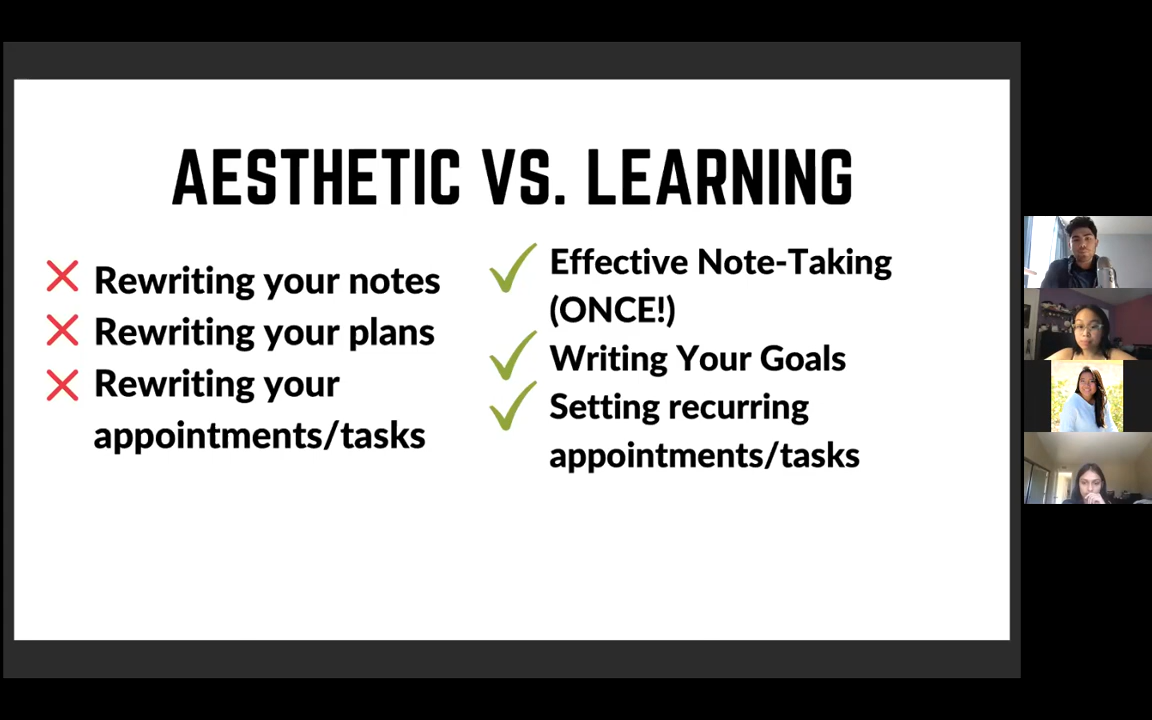 AESTHETIC VS. LEARNING
Rewriting your notes
Rewriting your plans
Rewriting your
appointments/tasks
Effective Note-Taking
(ONCE!)
Writing Your Goals
Setting recurring
appointments/tasks